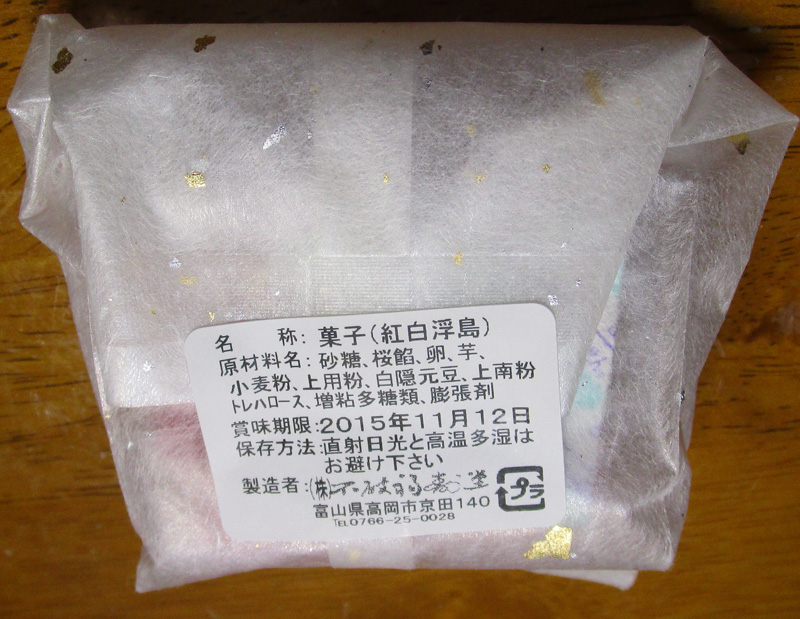 名　称: 菓子(紅白浮島)
原材料名: 砂糖、桜餡、卵、芋、
小麦粉、上用粉、白隠元豆、上南粉
トレハロース、増粘多糖類、膨張剤
賞味期限:2015年11月12日
保存方法:直射日光と高温多湿は
お避け下さい
製造者:(株)不破福寿堂
プラ
富山県高岡市京田140
TEL0766-25-0028